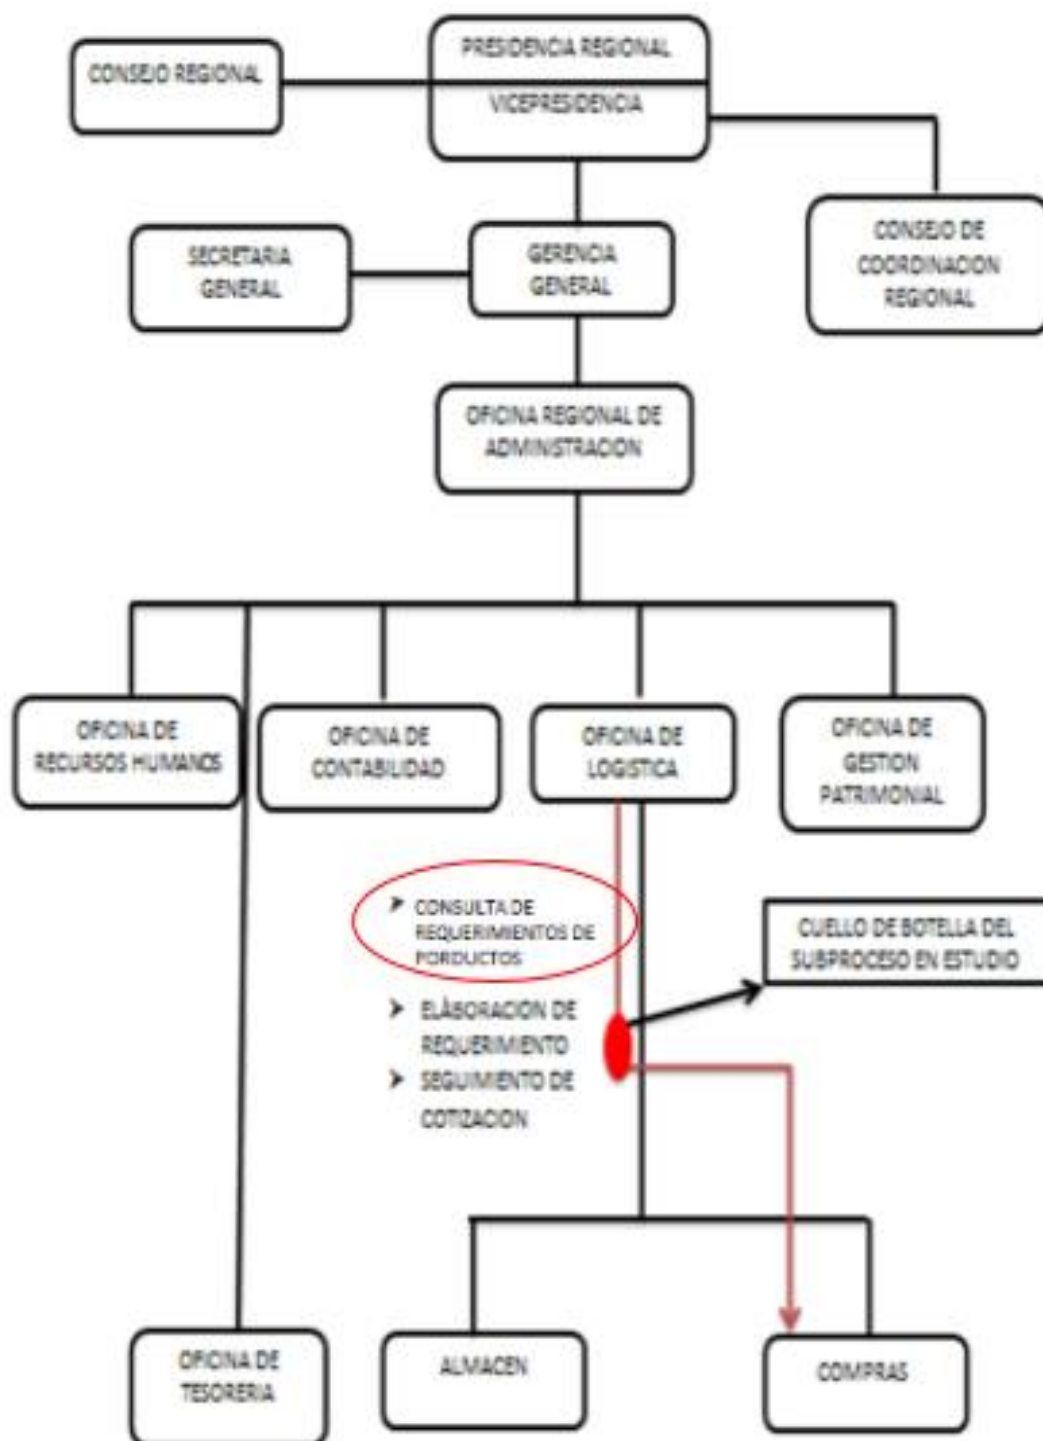 PRESIDENCIA REGIONAL
CONSEJO REGIONAL
VICEPRESIDENCIA
CONSEJO DE
COORDINACION
REGIONAL
SECRETARIA
GENERAL
GERENCIA
GENERAL
OFICINA REGIONAL DE
ADMINISTRACION
OFICINA DE
RECURSOS HUMANOS
OFICINA DE
CONTABILIDAD
OFICINA DE
LOGISTICA
OFICINA DE
GESTION
PATRIMONIAL
➤ CONSULTA DE
REQUERIMIENTOS DE
PORDUCTOS
➤ ELÀBORACION DE
REQUERIMIENTO
➤ SEGUIMIENTO DE
COTIZACION
CUELLO DE BOTELLA DEL
SUBPROCESO EN ESTUDIO
OFICINA DE
TESORERIA
ALMACEN
COMPRAS